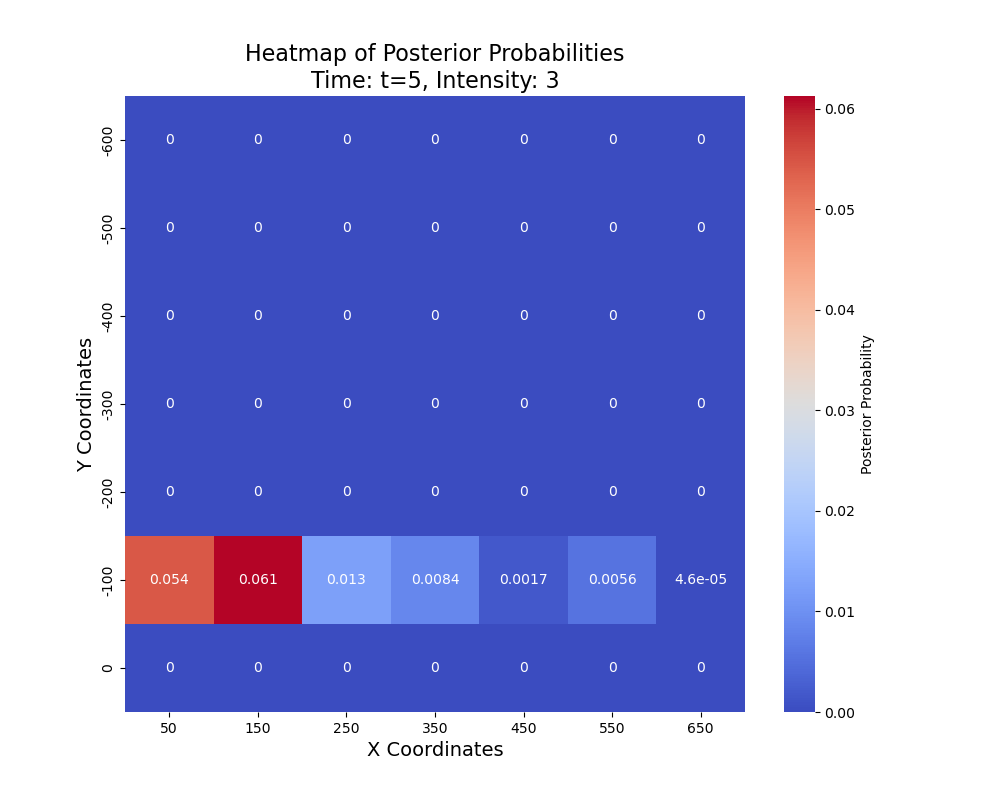 Heatmap of Posterior Probabilities
Time: t=5, Intensity: 3
Y Coordinates
-600 0 0 0 0 0 0 0
-500 0 0 0 0 0 0 0
-400 0 0 0 0 0 0 0
-300 0 0 0 0 0 0 0
-200 0 0 0 0 0 0 0
-100 0.054 0.061 0.013 0.0084 0.0017 0.0056 4.6e-05
0 0 0 0 0 0 0 0
50 150 250 350 450 550 650
X Coordinates
0.06
0.05
0.04
0.03
0.02
0.01
0.00
Posterior Probability